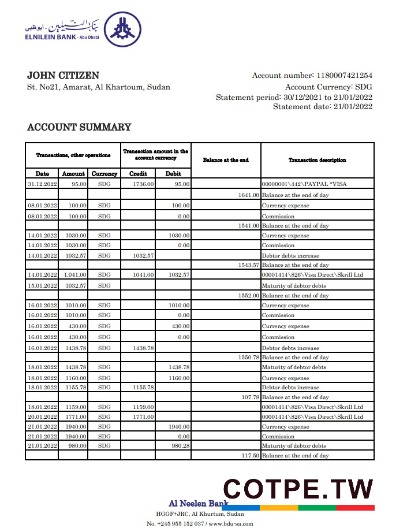 بنك النيلين - أبوظبي
ELNILEIN BANK - Abu Dhabi
JOHN CITIZEN
St. No21, Amarat, Al Khartoum, Sudan
Account number: 1180007421254
Account Currency: SDG
Statement period: 30/12/2021 to 21/01/2022
Statement date: 21/01/2022
ACCOUNT SUMMARY
Transactions, other operations Transaction amount in the account currency Balance at the end Transaction description
Date Amount Currency Credit Debit
31.12.2022 95.00 SDG 1736.00 95.00 00000001\442\PAYPAL *VISA
1641.00 Balance at the end of day
08.01.2022 100.00 SDG 100.00 Currency expense
08.01.2022 100.00 SDG 0.00 Commission
1541.00 Balance at the end of day
14.01.2022 1030.00 SDG 1030.00 Currency expense
14.01.2022 1030.00 SDG 0.00 Commission
14.01.2022 1032.57 SDG 1032.57 Debtor debts increase
1543.57 Balance at the end of day
14.01.2022 1.041.00 SDG 1041.00 1032.57 00001414\826\Visa Direct\Skrill Ltd
15.01.2022 1032.57 SDG Maturity of debtor debts
1552.00 Balance at the end of day
16.01.2022 1010.00 SDG 1010.00 Currency expense
16.01.2022 1010.00 SDG 0.00 Commission
16.01.2022 430.00 SDG 430.00 Currency expense
16.01.2022 430.00 SDG 0.00 Commission
16.01.2022 1438.78 SDG 1438.78 Debtor debts increase
1550.78 Balance at the end of day
18.01.2022 1438.78 SDG 1438.78 Maturity of debtor debts
18.01.2022 1160.00 SDG 1160.00 Currency expense
18.01.2022 1155.78 SDG 1155.78 Debtor debts increase
107.78 Balance at the end of day
18.01.2022 1159.00 SDG 1159.00 00001414\826\Visa Direct\Skrill Ltd
20.01.2022 1771.00 SDG 1771.00 00001414\826\Visa Direct\Skrill Ltd
21.01.2022 1940.00 SDG 1940.00 Currency expense
21.01.2022 1940.00 SDG 0.00 Commission
21.01.2022 980.00 SDG 980.28 Maturity of debtor debts
117.50 Balance at the end of day
COTPE.TW
Al Neelen Bank
HGGF+JRC, Al Khurtum, Sudan